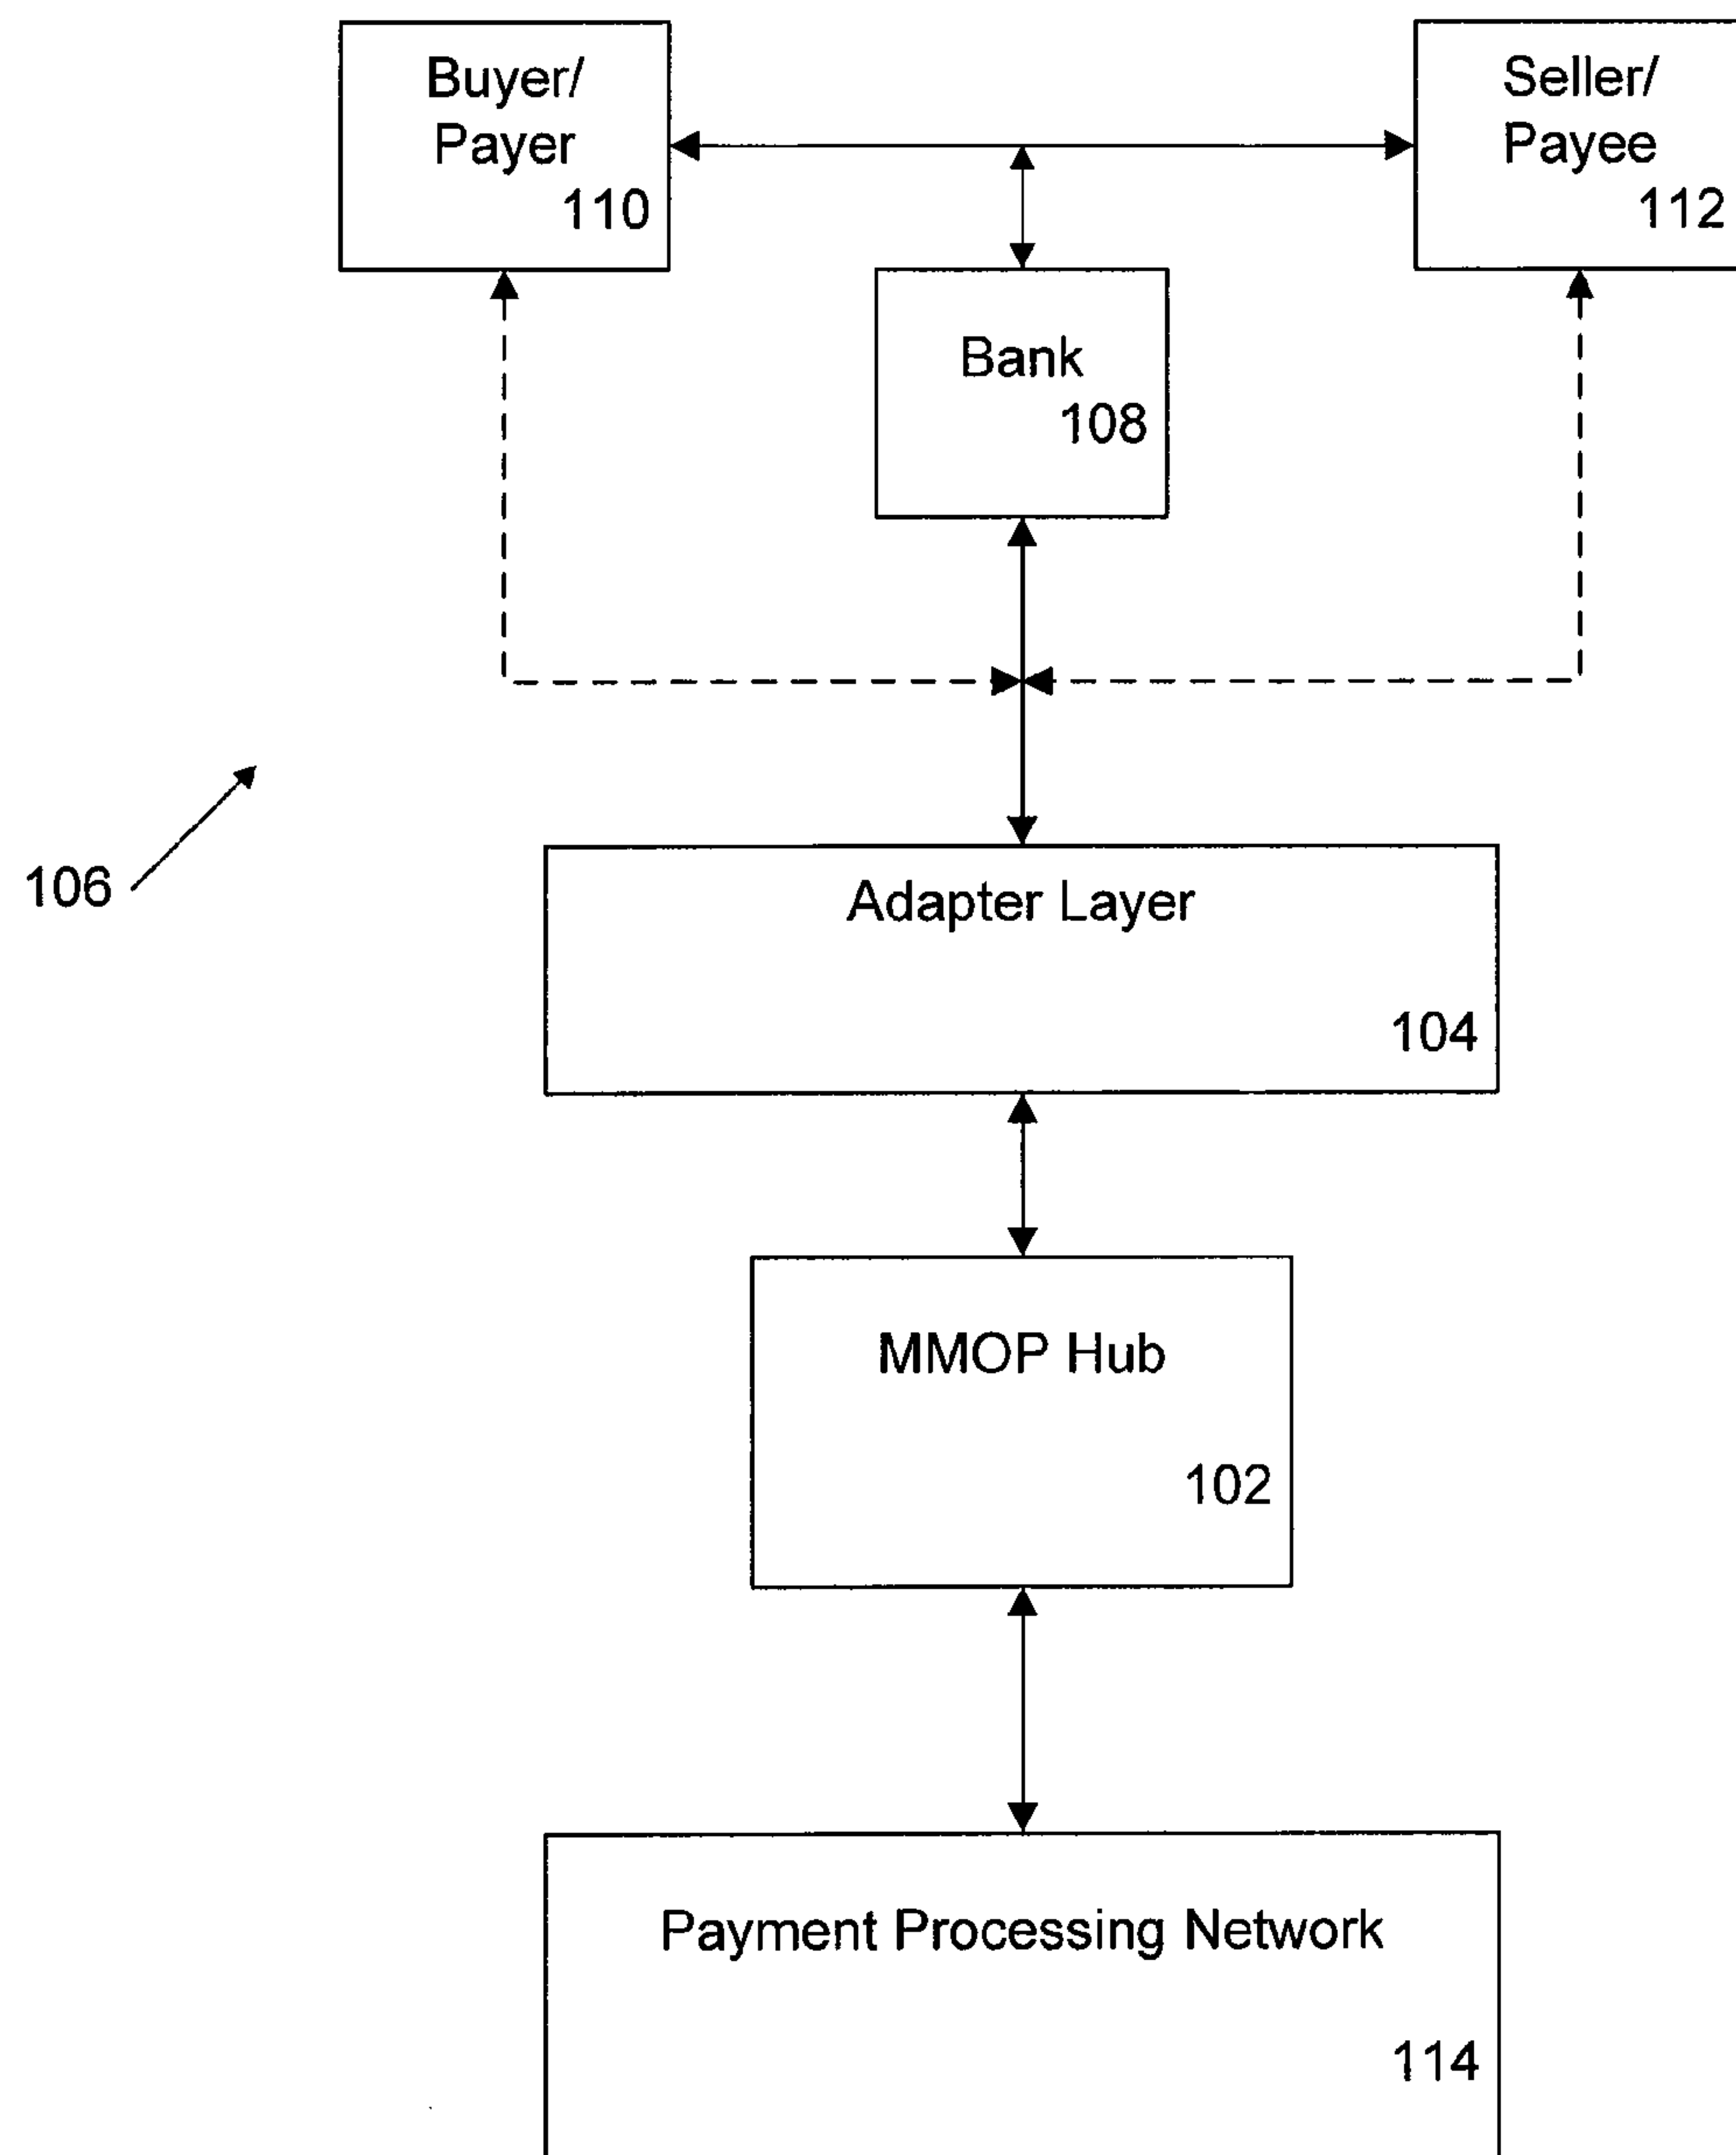 Buyer/
Payer
110
Seller/
Payee
112
Bank
108
106
Adapter Layer
104
MMOP Hub
102
Payment Processing Network
114